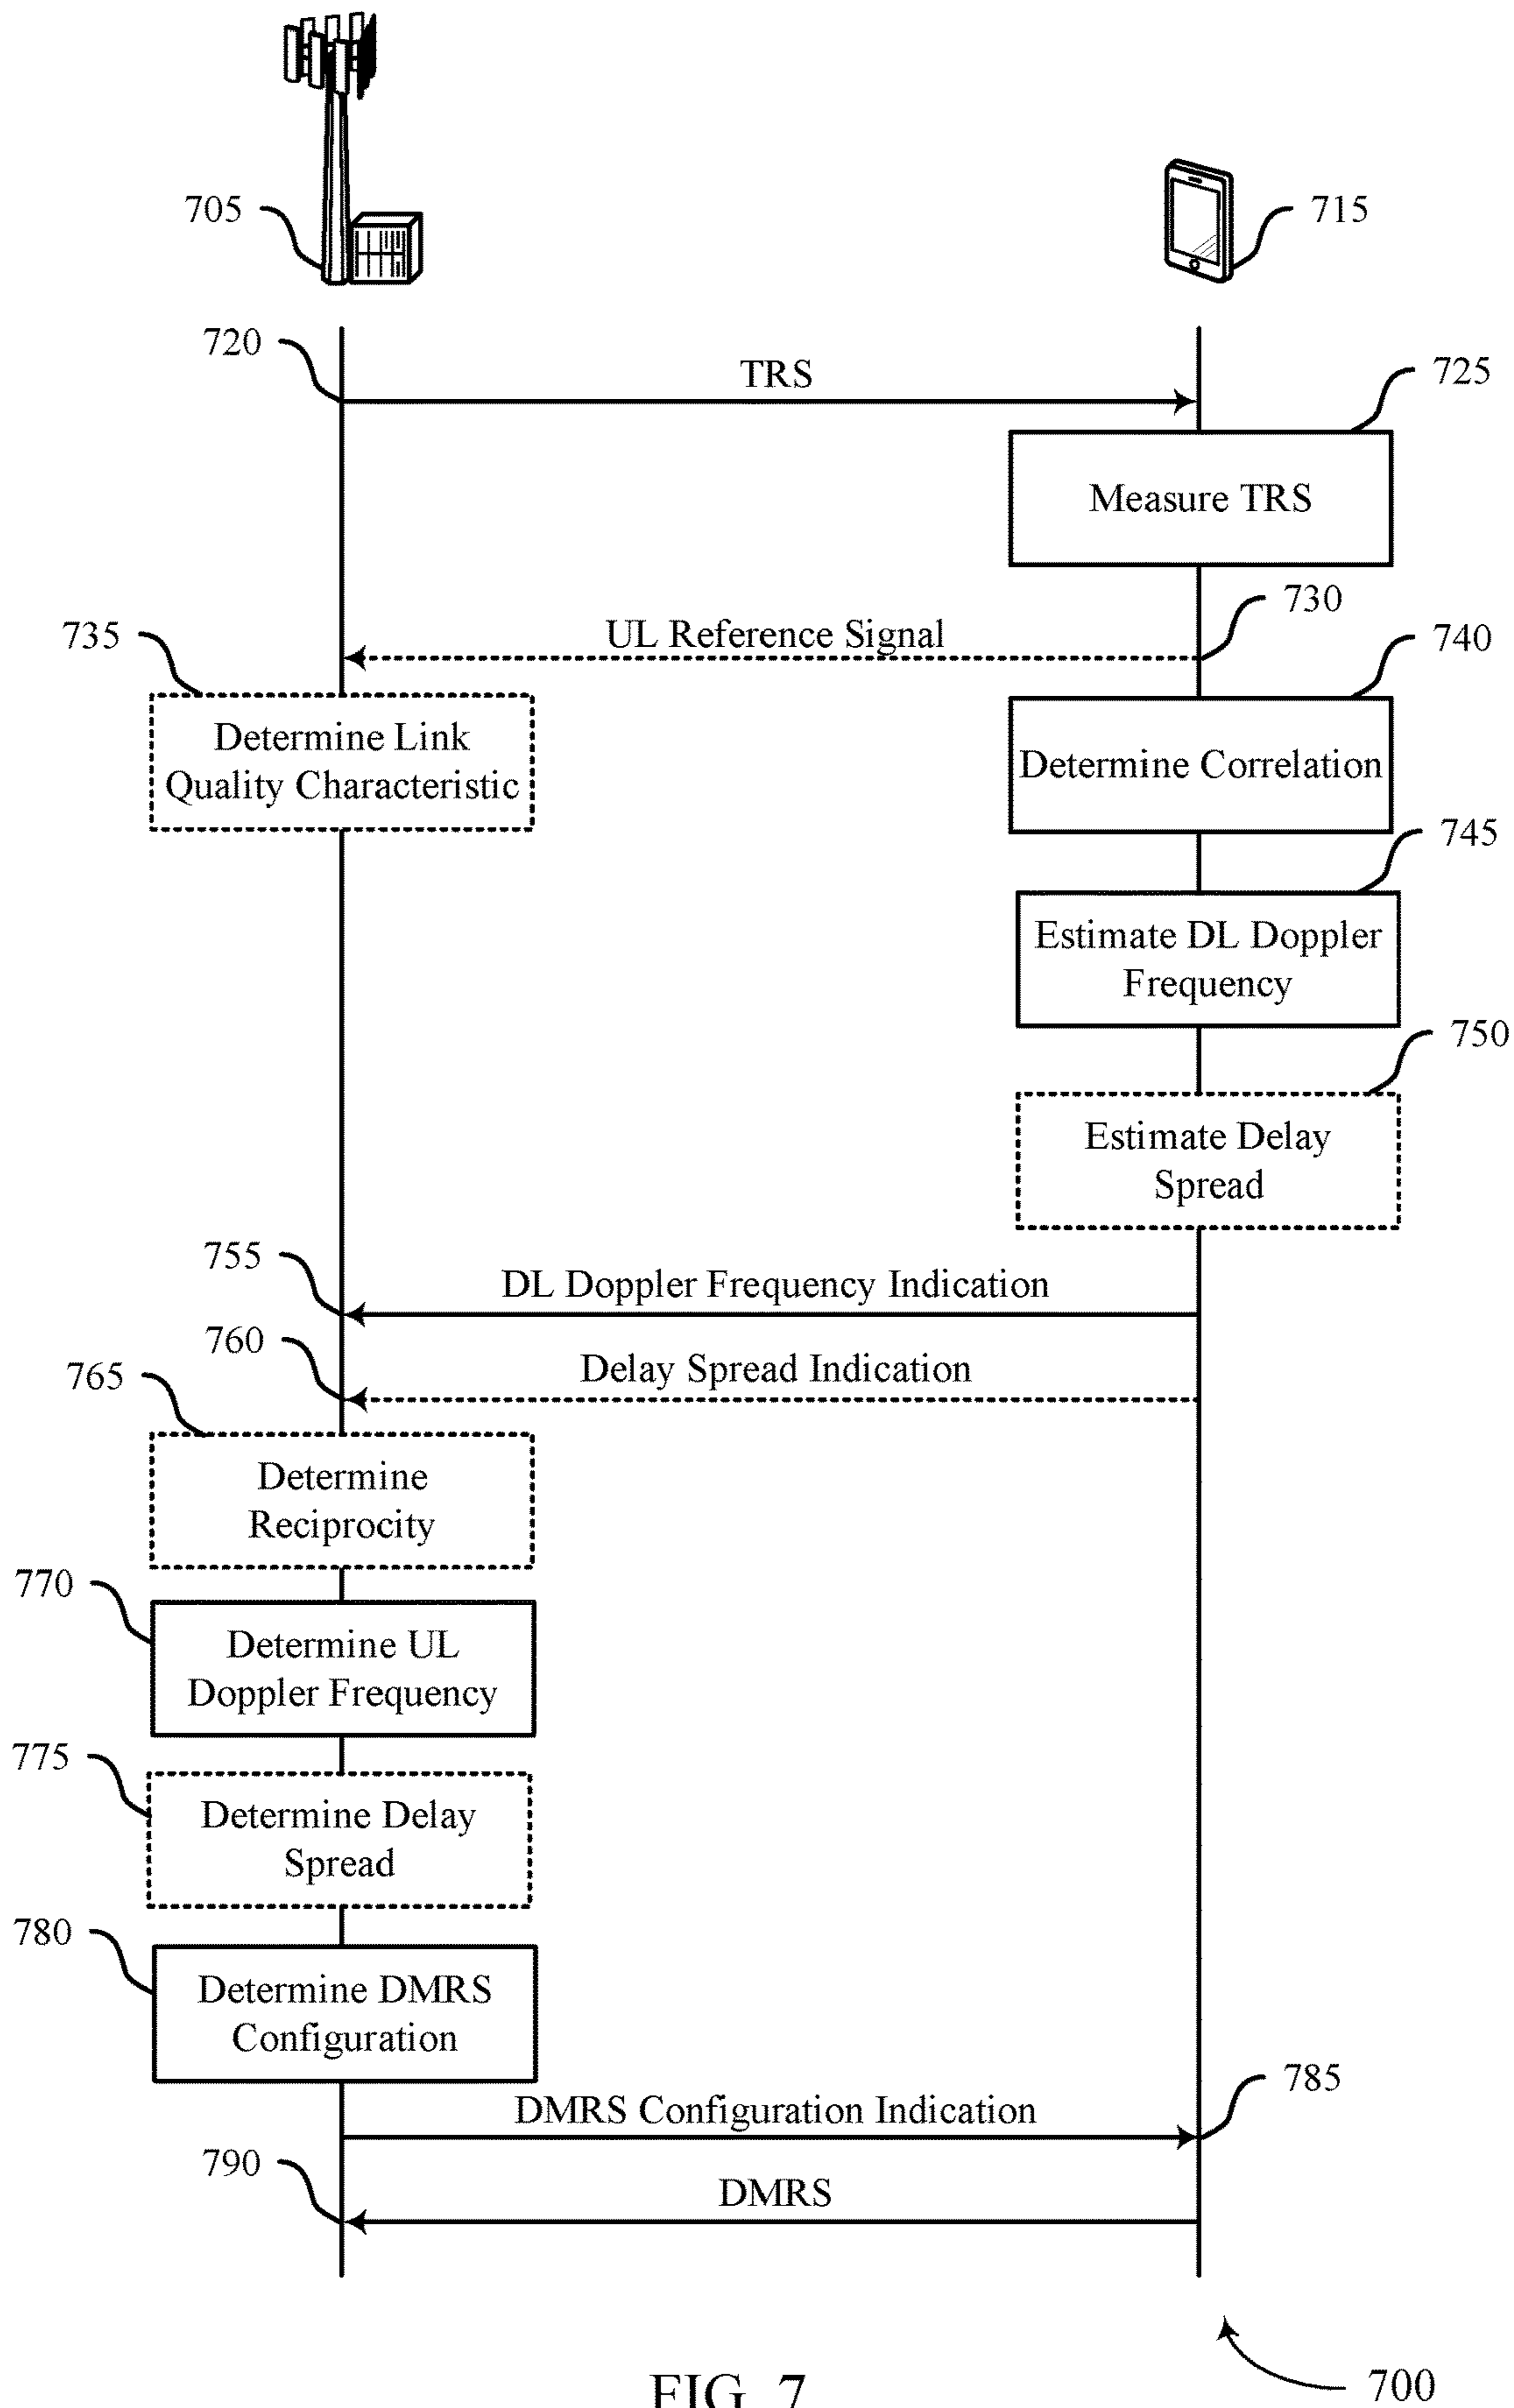 705
715
720
TRS
725
Measure TRS
730
735
UL Reference Signal
740
Determine Link
Quality Characteristic
Determine Correlation
745
Estimate DL Doppler
Frequency
750
Estimate Delay
Spread
755
DL Doppler Frequency Indication
760
Delay Spread Indication
765
Determine
Reciprocity
770
Determine UL
Doppler Frequency
775
Determine Delay
Spread
780
Determine DMRS
Configuration
785
DMRS Configuration Indication
790
DMRS
700
FIG. 7